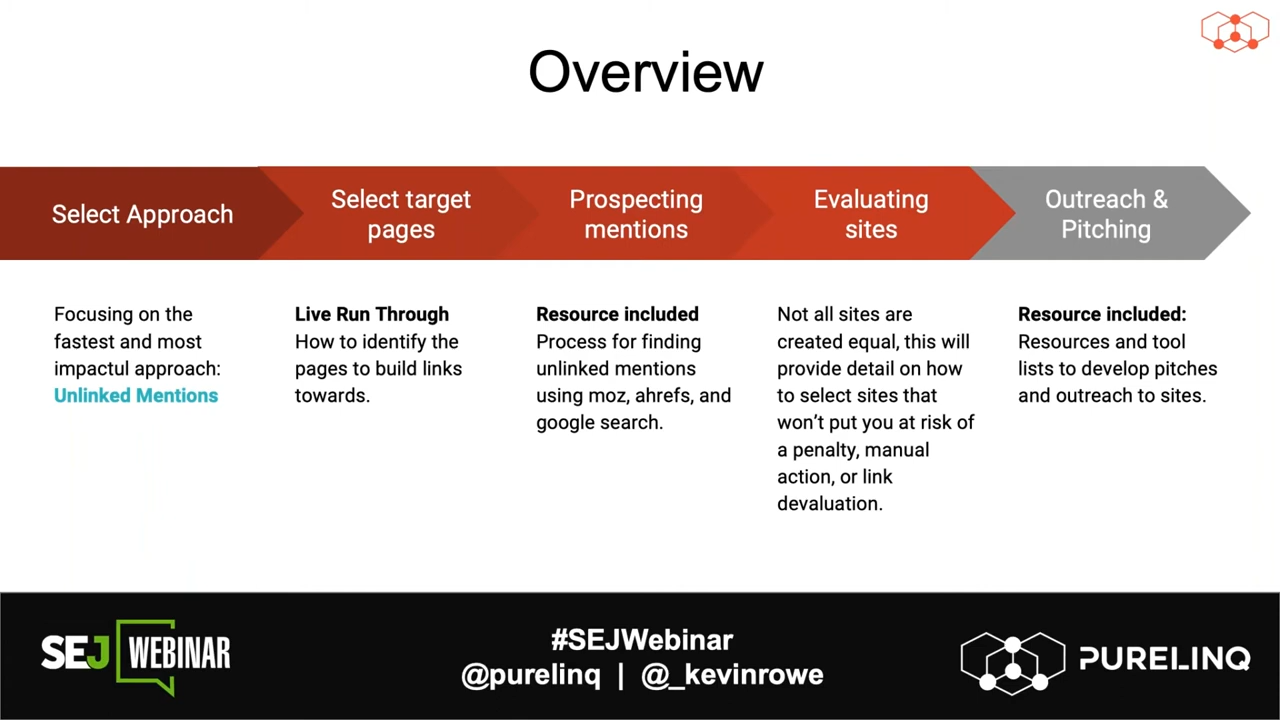 Overview
Select Approach
Select target
pages
Prospecting
mentions
Evaluating
sites
Outreach &
Pitching
Focusing on the
fastest and most
impactul approach:
Unlinked Mentions
Live Run Through
How to identify the
pages to build links
towards.
Resource included
Process for finding
unlinked mentions
using moz, ahrefs, and
google search.
Not all sites are
created equal, this will
provide detail on how
to select sites that
won’t put you at risk of
a penalty, manual
action, or link
devaluation.
Resource included:
Resources and tool
lists to develop pitches
and outreach to sites.
SEJ WEBINAR
#SEJWebinar
@purelinq | @_kevinrowe
PURELINQ